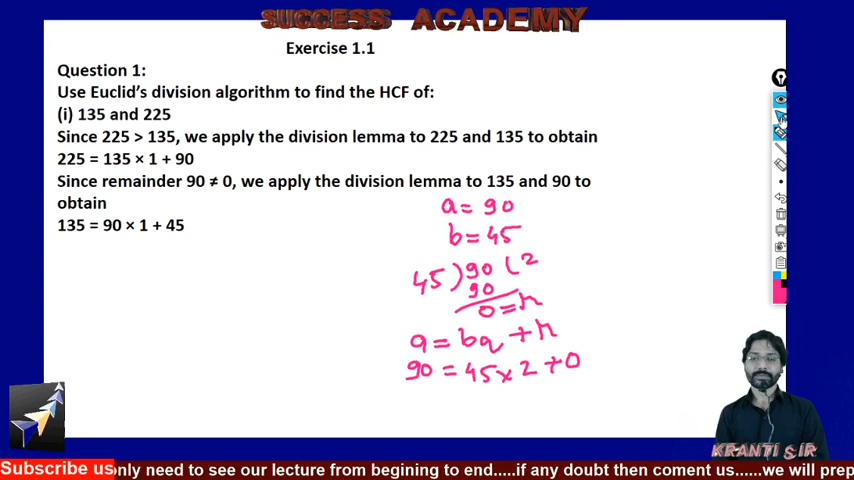 SUCCESS ACADEMY
Exercise 1.1
Question 1:
Use Euclid's division algorithm to find the HCF of:
(i) 135 and 225
Since 225 > 135, we apply the division lemma to 225 and 135 to obtain
225 = 135 × 1 + 90
Since remainder 90 ≠ 0, we apply the division lemma to 135 and 90 to
obtain
135 = 90 × 1 + 45
a = 90
b = 45
45 ) 90 ( 2
90
0 = r
a = bq + r
90 = 45 × 2 + 0
KRANTI SIR
Subscribe us only need to see our lecture from begining to end.....if any doubt then coment us......we will prep